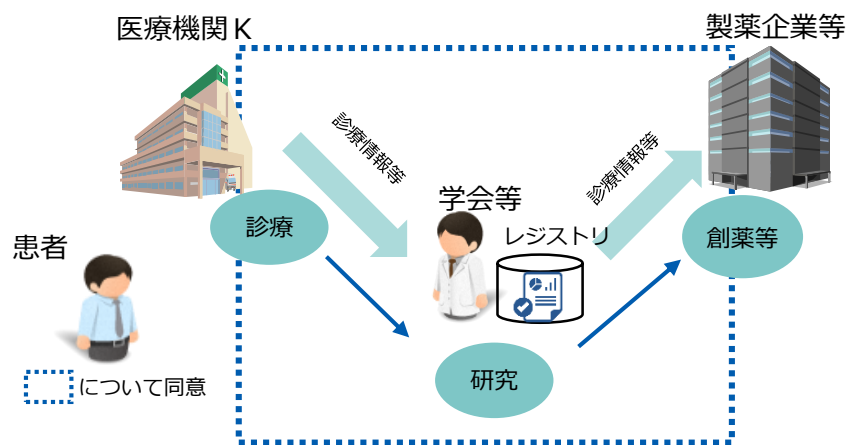 医療機関K
製薬企業等
診療情報等
診療情報等
学会等
レジストリ
診療
創薬等
患者
研究
について同意